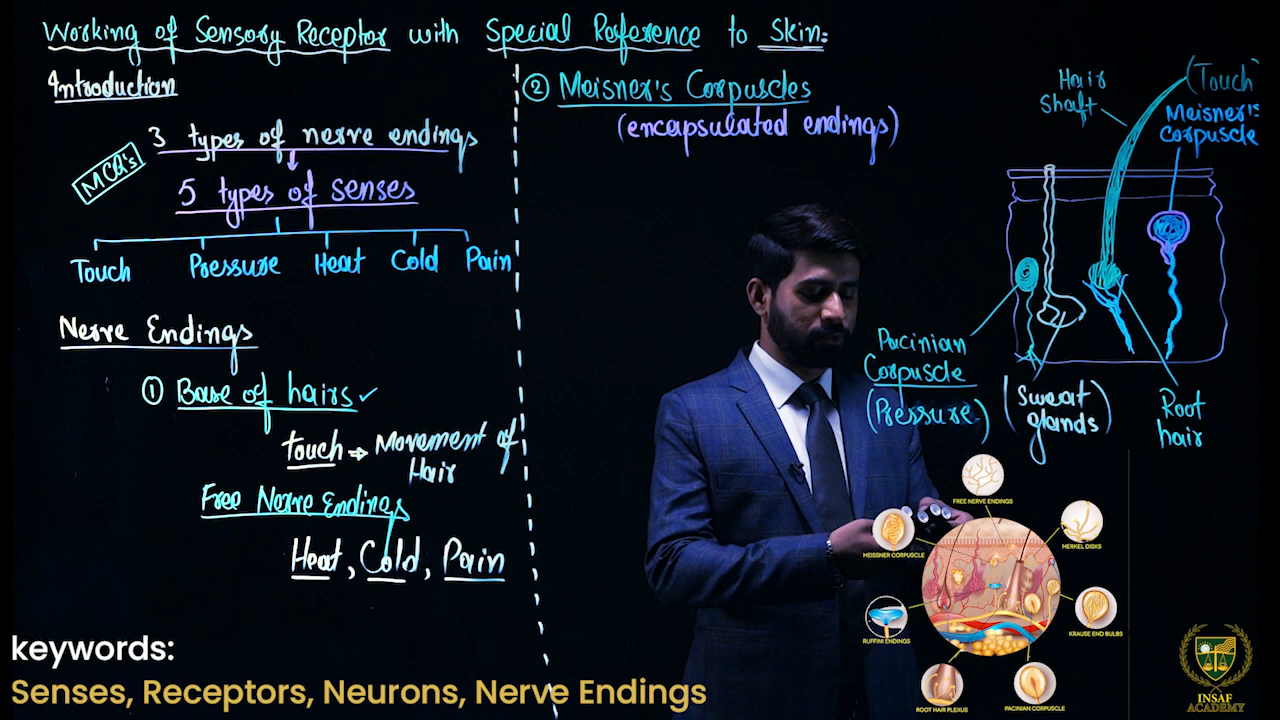 Working of Sensory Receptor with Special Reference to Skin:
Introduction
3 types of nerve endings
MCQ's
5 types of senses
Touch Pressure Heat Cold Pain
Nerve Endings
① Base of hairs ✓
touch ⇒ Movement of
Hair
Free Nerve Endings
Heat, Cold, Pain
② Meisner's Corpuscles
(encapsulated endings)
Hair
Shaft
(Touch
Meisner's
Corpuscle
Pacinian
Corpuscle
(Pressure)
(Sweat
glands)
Root
hair
FREE NERVE ENDINGS
MEISSNER CORPUSCLE
MERKEL DISKS
RUFFINI ENDINGS
KRAUSE END BULBS
ROOT HAIR PLEXUS
PACINIAN CORPUSCLE
keywords:
Senses, Receptors, Neurons, Nerve Endings
INSAF
ACADEMY